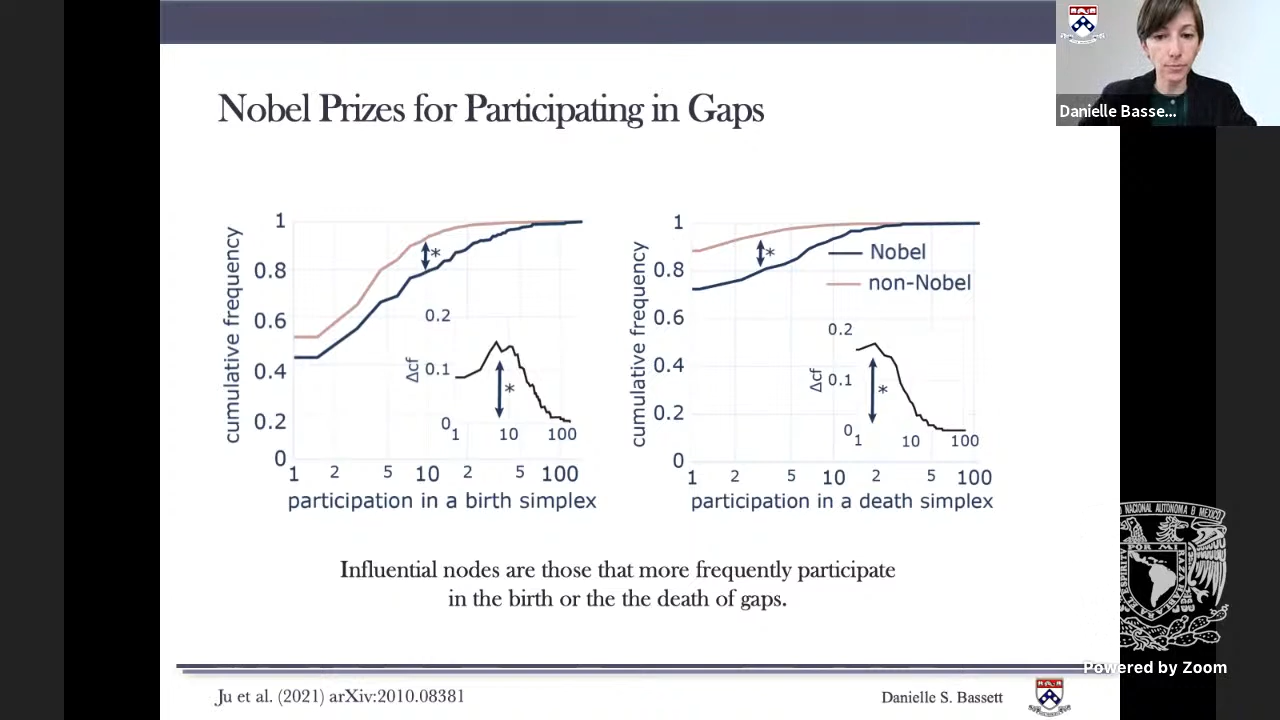 Nobel Prizes for Participating in Gaps
Danielle Basse...
cumulative frequency
1
0.8
0.6
0.4
0.2
0
*
Δcf
0.2
0.1
0
*
1 10 100
1 2 5 10 2 5 100
participation in a birth simplex
cumulative frequency
1
0.8
0.6
0.4
0.2
0
*
Nobel
non-Nobel
Δcf
0.2
0.1
0
*
1 10 100
1 2 5 10 2 5 100
participation in a death simplex
Influential nodes are those that more frequently participate
in the birth or the the death of gaps.
Ju et al. (2021) arXiv:2010.08381
Danielle S. Bassett
NACIONAL AUTONOMA
Powered by Zoom